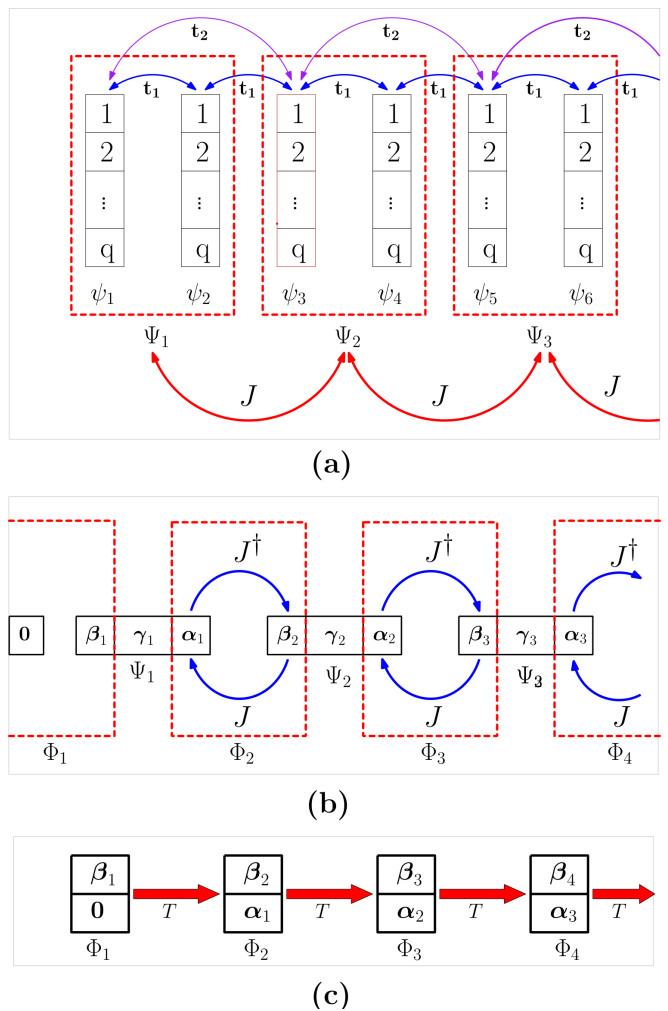 t₂ t₂ t₂
t₁ t₁ t₁ t₁ t₁ t₁
1 1 1 1 1 1
2 2 2 2 2 2
⋮ ⋮ ⋮ ⋮ ⋮ ⋮
q q q q q q
ψ₁ ψ₂ ψ₃ ψ₄ ψ₅ ψ₆
Ψ₁ Ψ₂ Ψ₃
J J J
(a)
J† J† J†
0 β₁ γ₁ α₁ β₂ γ₂ α₂ β₃ γ₃ α₃
Ψ₁ Ψ₂ Ψ₃
J J J
Φ₁ Φ₂ Φ₃ Φ₄
(b)
β₁ β₂ β₃ β₄
0 α₁ α₂ α₃
T T T T
Φ₁ Φ₂ Φ₃ Φ₄
(c)